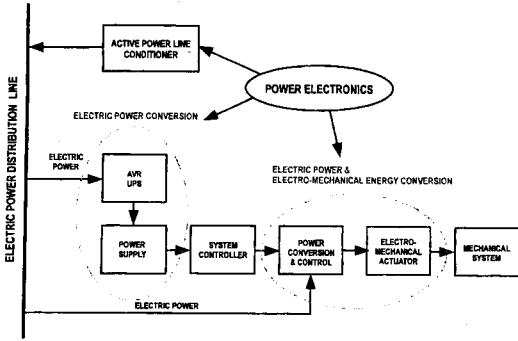 ACTIVE POWER LINE
CONDITIONER
POWER ELECTRONICS
ELECTRIC POWER DISTRIBUTION LINE
ELECTRIC POWER CONVERSION
ELECTRIC
POWER
AVR
UPS
ELECTRIC POWER &
ELECTRO-MECHANICAL ENERGY CONVERSION
POWER
SUPPLY
SYSTEM
CONTROLLER
POWER
CONVERSION
& CONTROL
ELECTRO-
MECHANICAL
ACTUATOR
MECHANICAL
SYSTEM
ELECTRIC POWER